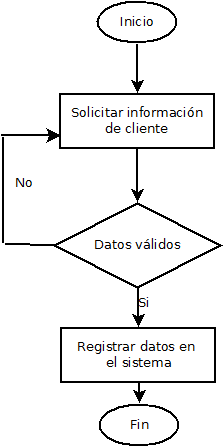 Inicio
Solicitar información
de cliente
No
Datos válidos
Si
Registrar datos en
el sistema
Fin